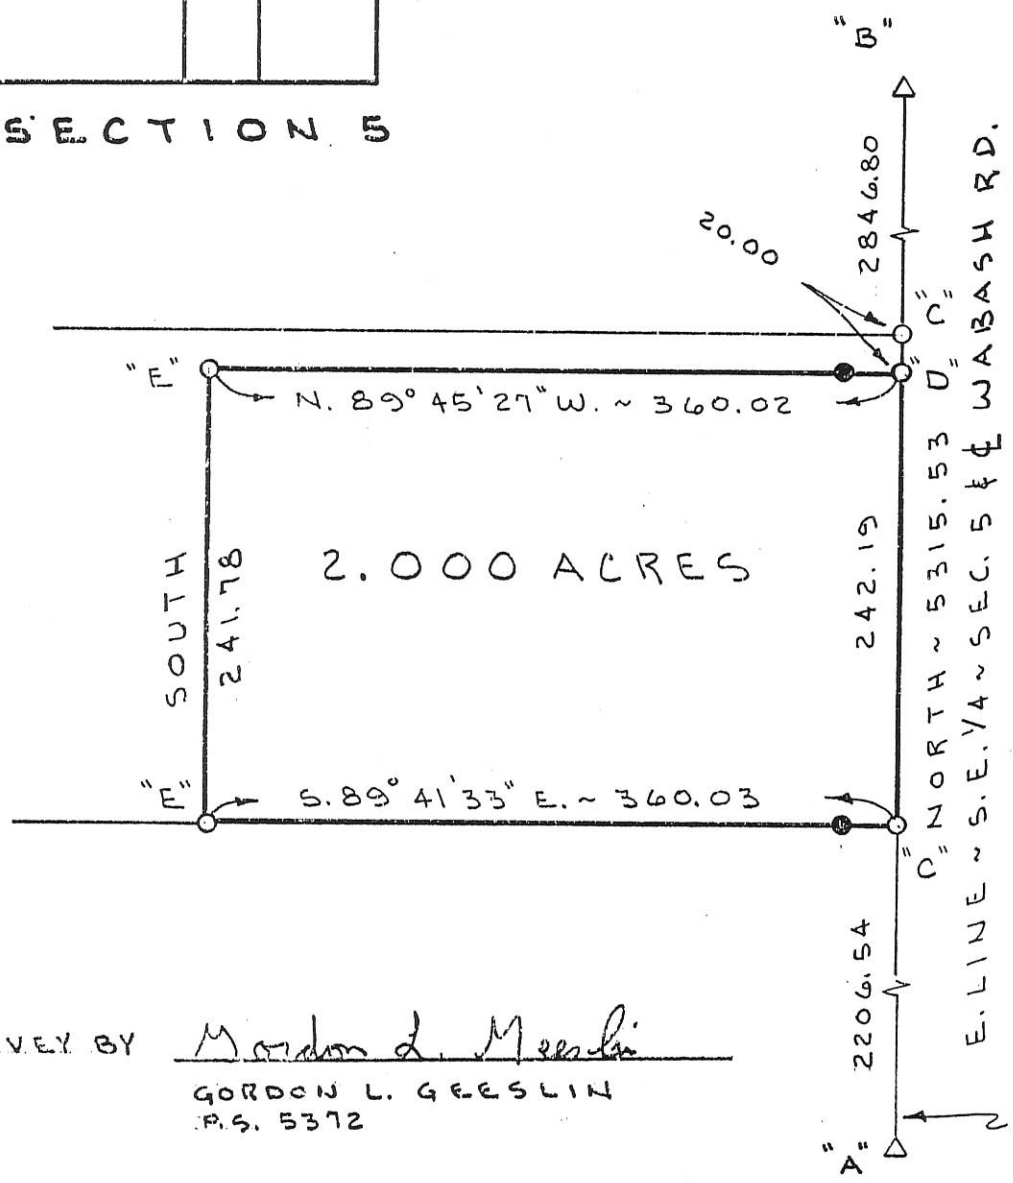 SECTION 5
"B"
2846.80
20.00
"C"
"D"
"E"
N. 89° 45' 27" W. ~ 360.02
2.000 ACRES
SOUTH
241.78
242.19
NORTH ~ 5315.53
E. LINE ~ S.E. 1/4 ~ SEC. 5 & ℄ WABASH RD.
"E"
S. 89° 41' 33" E. ~ 360.03
"C"
2206.54
VEY BY
GORDON L. GEESLIN
P.S. 5372
"A"